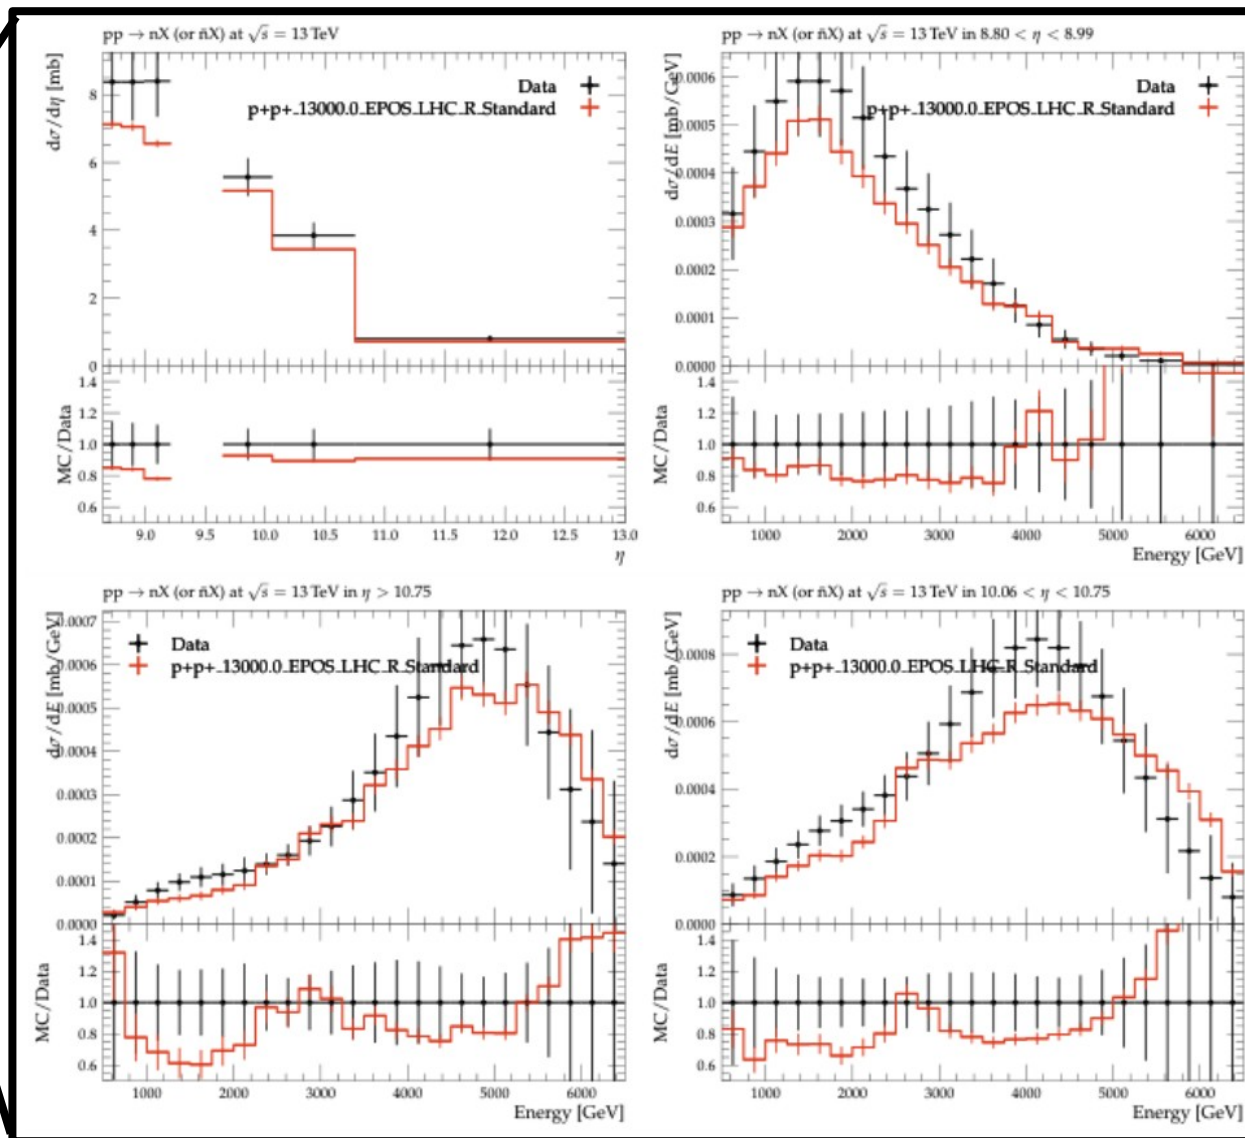 pp → nX (or n̄X) at √s = 13 TeV
dσ/dη [mb]
Data
p+p+_13000.0_EPOS_LHC_R_Standard
8
6
4
2
0
MC/Data
1.4
1.2
1.0
0.8
0.6
9.0 9.5 10.0 10.5 11.0 11.5 12.0 12.5 13.0
η
pp → nX (or n̄X) at √s = 13 TeV in 8.80 < η < 8.99
dσ/dE [mb/GeV]
Data
p+p+_13000.0_EPOS_LHC_R_Standard
0.0006
0.0005
0.0004
0.0003
0.0002
0.0001
0.0000
MC/Data
1.4
1.2
1.0
0.8
0.6
1000 2000 3000 4000 5000 6000
Energy [GeV]
pp → nX (or n̄X) at √s = 13 TeV in η > 10.75
dσ/dE [mb/GeV]
Data
p+p+_13000.0_EPOS_LHC_R_Standard
0.0007
0.0006
0.0005
0.0004
0.0003
0.0002
0.0001
0.0000
MC/Data
1.4
1.2
1.0
0.8
0.6
1000 2000 3000 4000 5000 6000
Energy [GeV]
pp → nX (or n̄X) at √s = 13 TeV in 10.06 < η < 10.75
dσ/dE [mb/GeV]
Data
p+p+_13000.0_EPOS_LHC_R_Standard
0.0008
0.0006
0.0004
0.0002
0.0000
MC/Data
1.4
1.2
1.0
0.8
0.6
1000 2000 3000 4000 5000 6000
Energy [GeV]